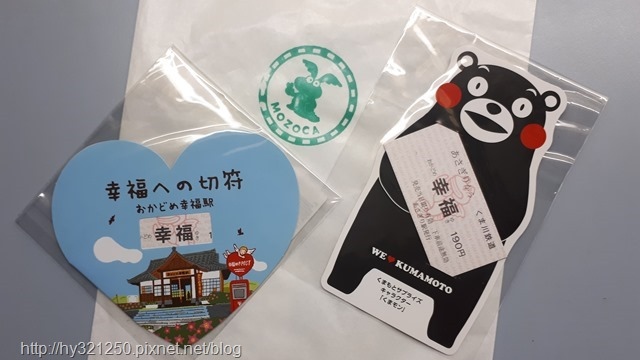 MOZOCA
幸福への切符
おかどめ幸福駅
幸福
あさぎり
幸福
190円
くま川鉄道
WE KUMAMOTO
くまもとサプライズ
キャラクター
「くまモン」
http://hy321250.pixnet.net/blog